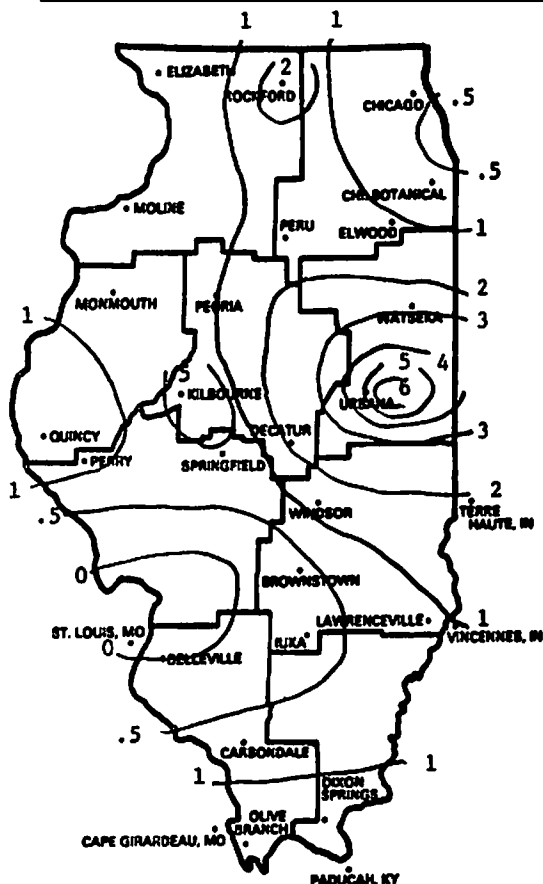 1 1
ELIZABETH
2
ROCKFORD
CHICAGO
.5
.5
CHI. BOTANICAL
MOLINE
PERU
ELWOOD
1
2
MONMOUTH
PEORIA
WATSEKA
3
1
5 4
.5
KILBOURNE
URBANA
6
QUINCY
DECATUR
3
PERRY
SPRINGFIELD
1
2
.5
WINDSOR
TERRE
HAUTE, IN
0
BROWNSTOWN
LAWRENCEVILLE
1
ST. LOUIS, MO
IUKA
VINCENNES, IN
0
BELLEVILLE
.5
CARBONDALE
1
1
DIXON
SPRINGS
OLIVE
BRANCH
CAPE GIRARDEAU, MO
PADUCAH, KY